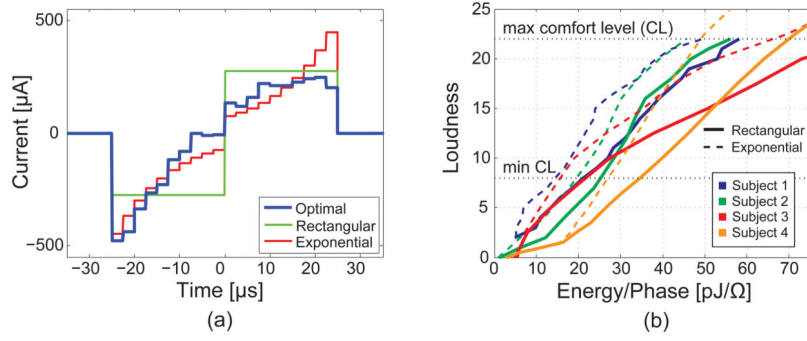 500
0
−500
Current [µA]
−30 −20 −10 0 10 20 30
Time [µs]
Optimal
Rectangular
Exponential
(a)
25
20
15
10
5
0
Loudness
max comfort level (CL)
min CL
Rectangular
Exponential
Subject 1
Subject 2
Subject 3
Subject 4
0 10 20 30 40 50 60 70
Energy/Phase [pJ/Ω]
(b)